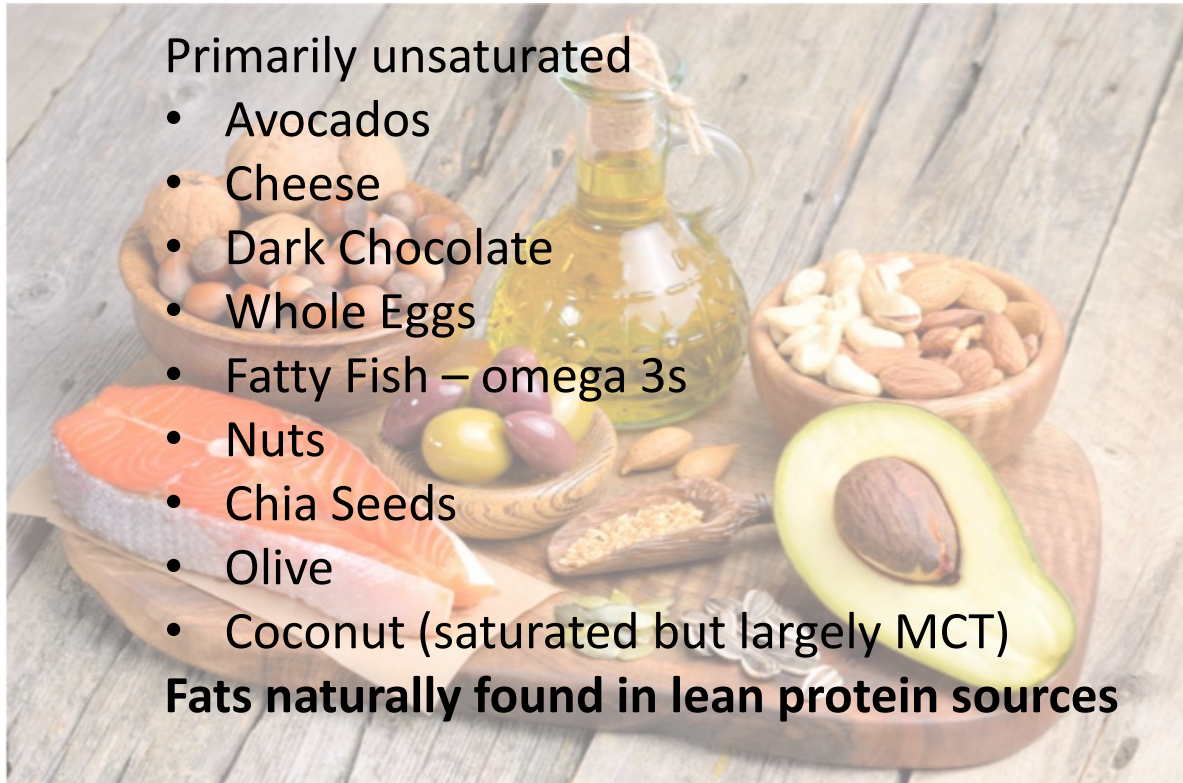 Primarily unsaturated
• Avocados
• Cheese
• Dark Chocolate
• Whole Eggs
• Fatty Fish – omega 3s
• Nuts
• Chia Seeds
• Olive
• Coconut (saturated but largely MCT)
Fats naturally found in lean protein sources